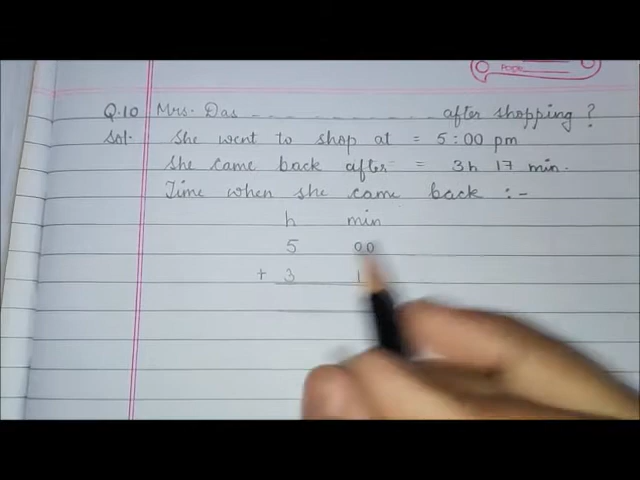 Page
Q.10 Mrs. Das _ _ _ _ _ _ _ _ _ _ _ after shopping ?
Sol. She went to shop at = 5:00 pm
She came back after = 3h 17 min.
Time when she came back :-
h min
5 00
+ 3 1